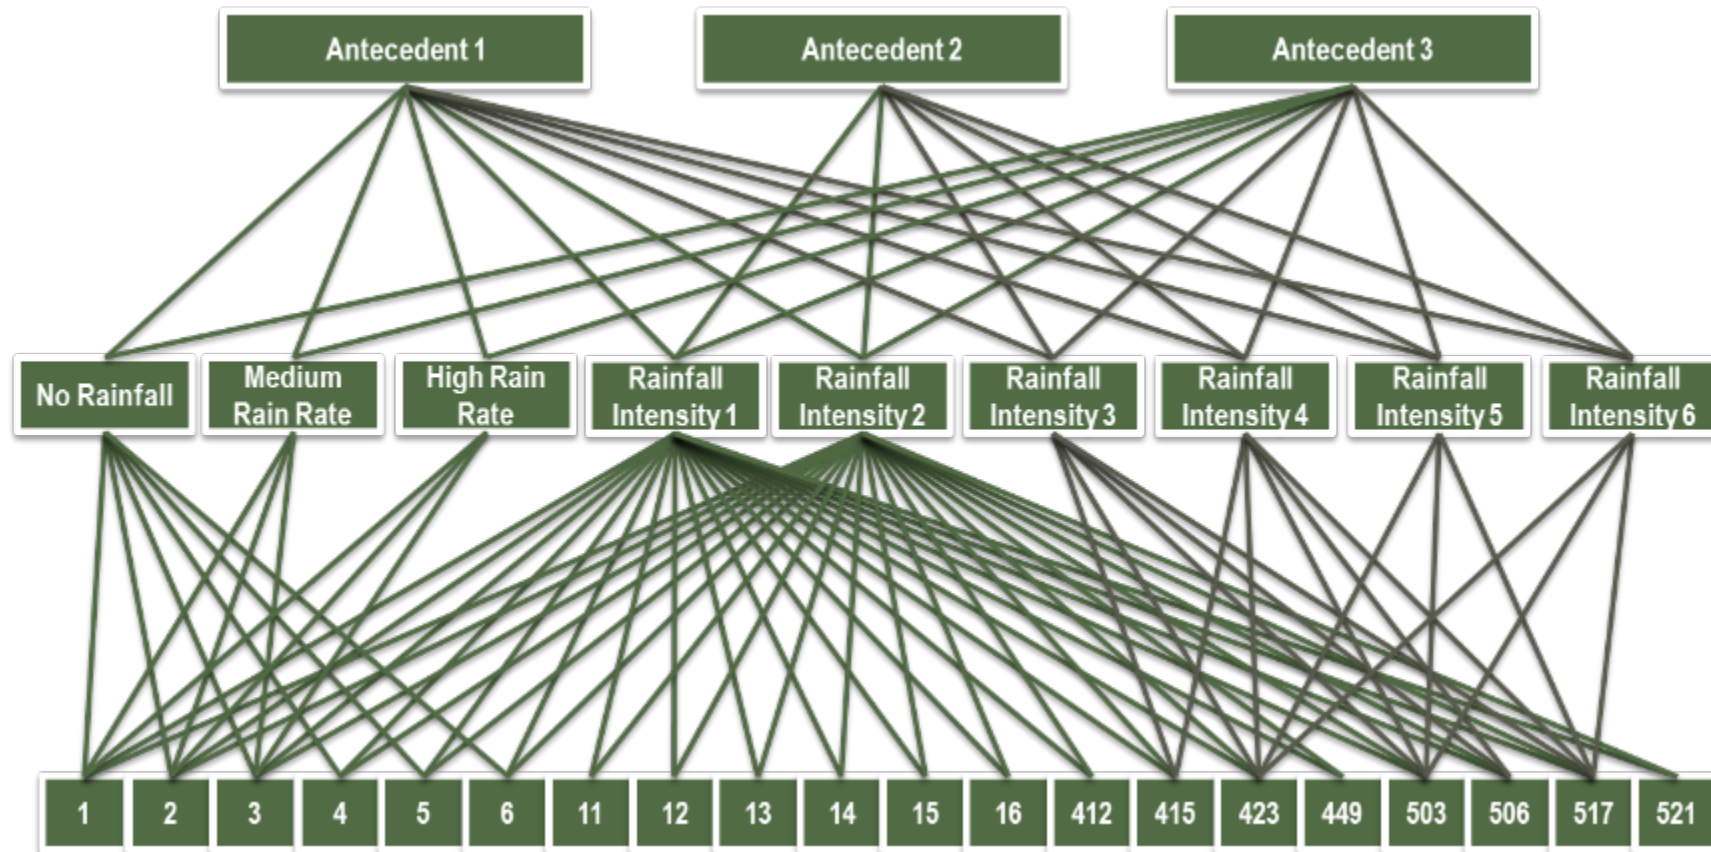 Antecedent 1
Antecedent 2
Antecedent 3
No Rainfall
Medium
Rain Rate
High Rain
Rate
Rainfall
Intensity 1
Rainfall
Intensity 2
Rainfall
Intensity 3
Rainfall
Intensity 4
Rainfall
Intensity 5
Rainfall
Intensity 6
1
2
3
4
5
6
11
12
13
14
15
16
412
415
423
449
503
506
517
521